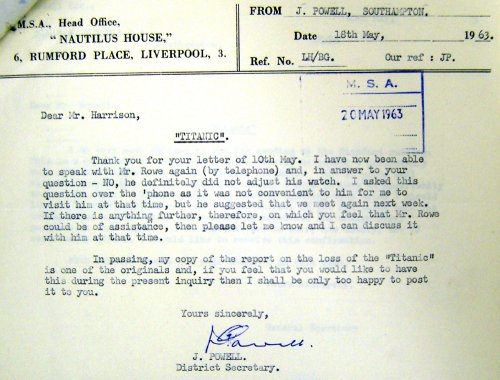 M.S.A., Head Office,
"NAUTILUS HOUSE,"
6, RUMFORD PLACE, LIVERPOOL, 3.
FROM J. POWELL, SOUTHAMPTON.
Date 18th May, 1963.
Ref. No. LH/BG. Our ref : JP.
M. S. A.
20 MAY 1963
Dear Mr. Harrison,
"TITANIC".
Thank you for your letter of 10th May. I have now been able
to speak with Mr. Rowe again (by telephone) and, in answer to your
question - NO, he definitely did not adjust his watch. I asked this
question over the 'phone as it was not convenient to him for me to
visit him at that time, but he suggested that we meet again next week.
If there is anything further, therefore, on which you feel that Mr. Rowe
could be of assistance, then please let me know and I can discuss it
with him at that time.
In passing, my copy of the report on the loss of the "Titanic"
is one of the originals and, if you feel that you would like to have
this during the present inquiry then I shall be only too happy to post
it to you.
Yours sincerely,
J. POWELL.
District Secretary.